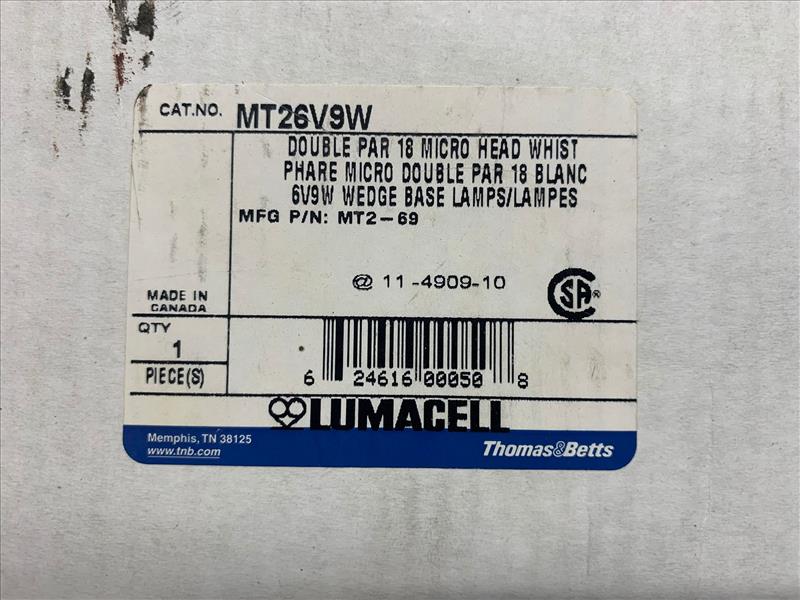 CAT.NO. MT26V9W
DOUBLE PAR 18 MICRO HEAD WHIST
PHARE MICRO DOUBLE PAR 18 BLANC
6V9W WEDGE BASE LAMPS/LAMPES
MFG P/N: MT2-69
@ 11-4909-10
CSA®
MADE IN
CANADA
QTY
1
PIECE(S)
6 24616 00050 8
LUMACELL
Memphis, TN 38125
www.tnb.com
Thomas&Betts